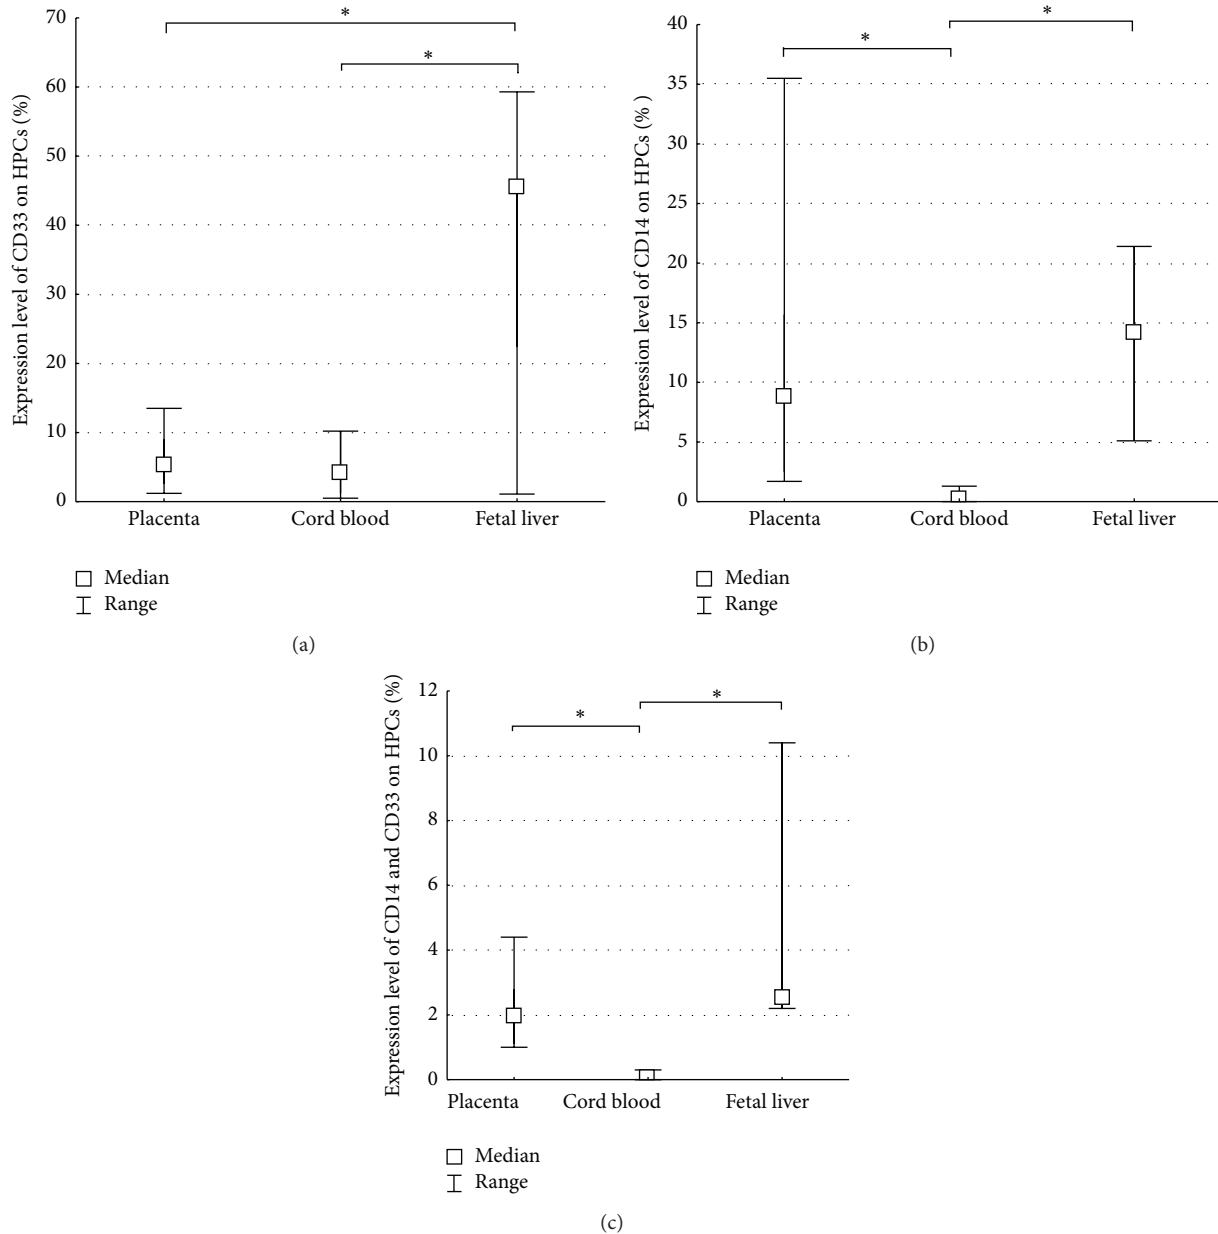 Expression level of CD33 on HPCs (%)
70
60
50
40
30
20
10
0
*
*
Placenta
Cord blood
Fetal liver
Median
Range
(a)
Expression level of CD14 on HPCs (% )
40
35
30
25
20
15
10
5
0
*
*
Placenta
Cord blood
Fetal liver
Median
Range
(b)
Expression level of CD14 and CD33 on HPCs (%)
12
10
8
6
4
2
0
*
*
Placenta
Cord blood
Fetal liver
Median
Range
(c)